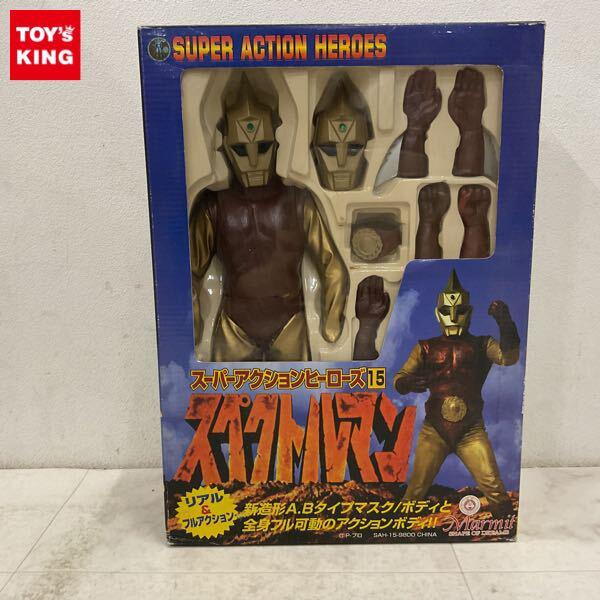 TOY's
KING
SUPER ACTION HEROES
スーパーアクションヒーローズ15
スペクトルマン
リアル
&
フルアクション
新造形A.Bタイプマスク/ボディと
全身フル可動のアクションボディ!!
©P-プロ SAH-15-9800 CHINA
Marmit
SHAPE OF DREAMS